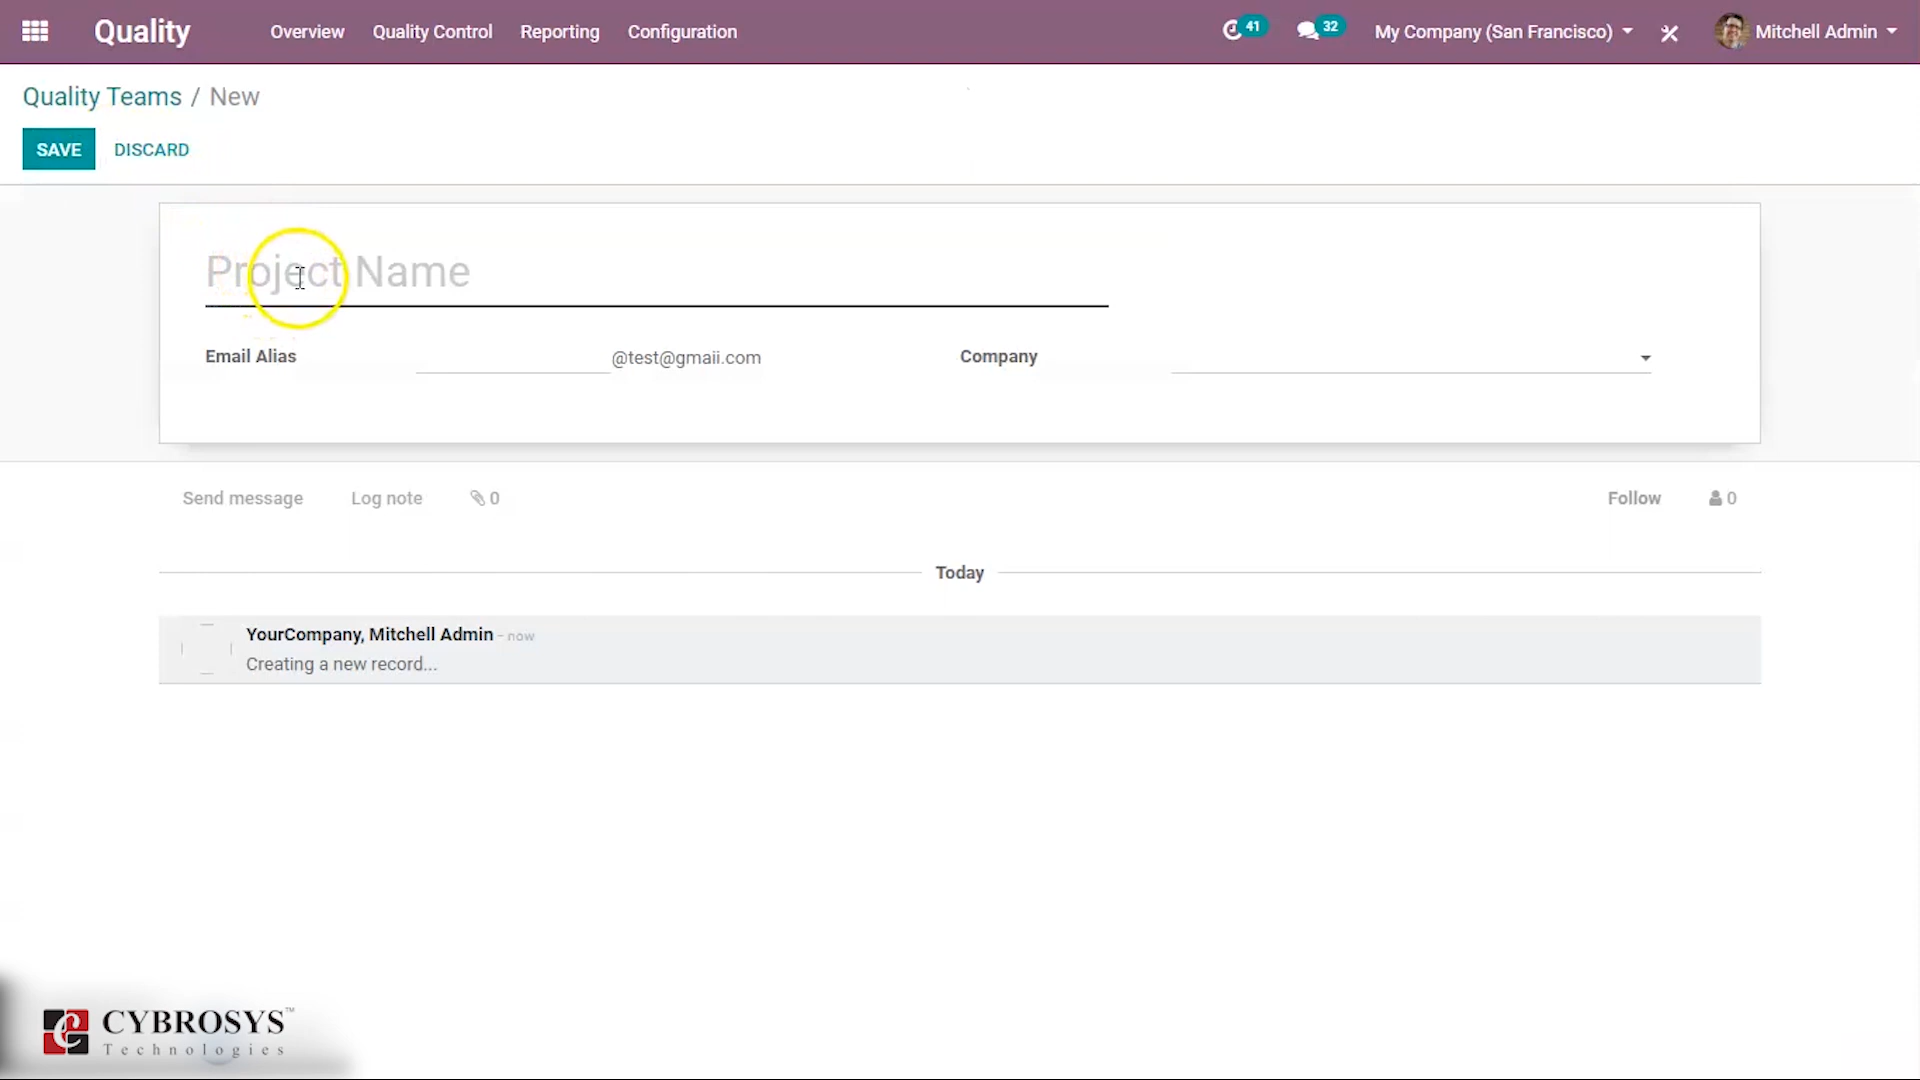 Quality Overview Quality Control Reporting Configuration 41 32 My Company (San Francisco) Mitchell Admin
Quality Teams / New
SAVE DISCARD
Project Name
Email Alias @test@gmaii.com Company
Send message Log note 0 Follow 0
Today
YourCompany, Mitchell Admin - now
Creating a new record...
CYBROSYS™
Technologies